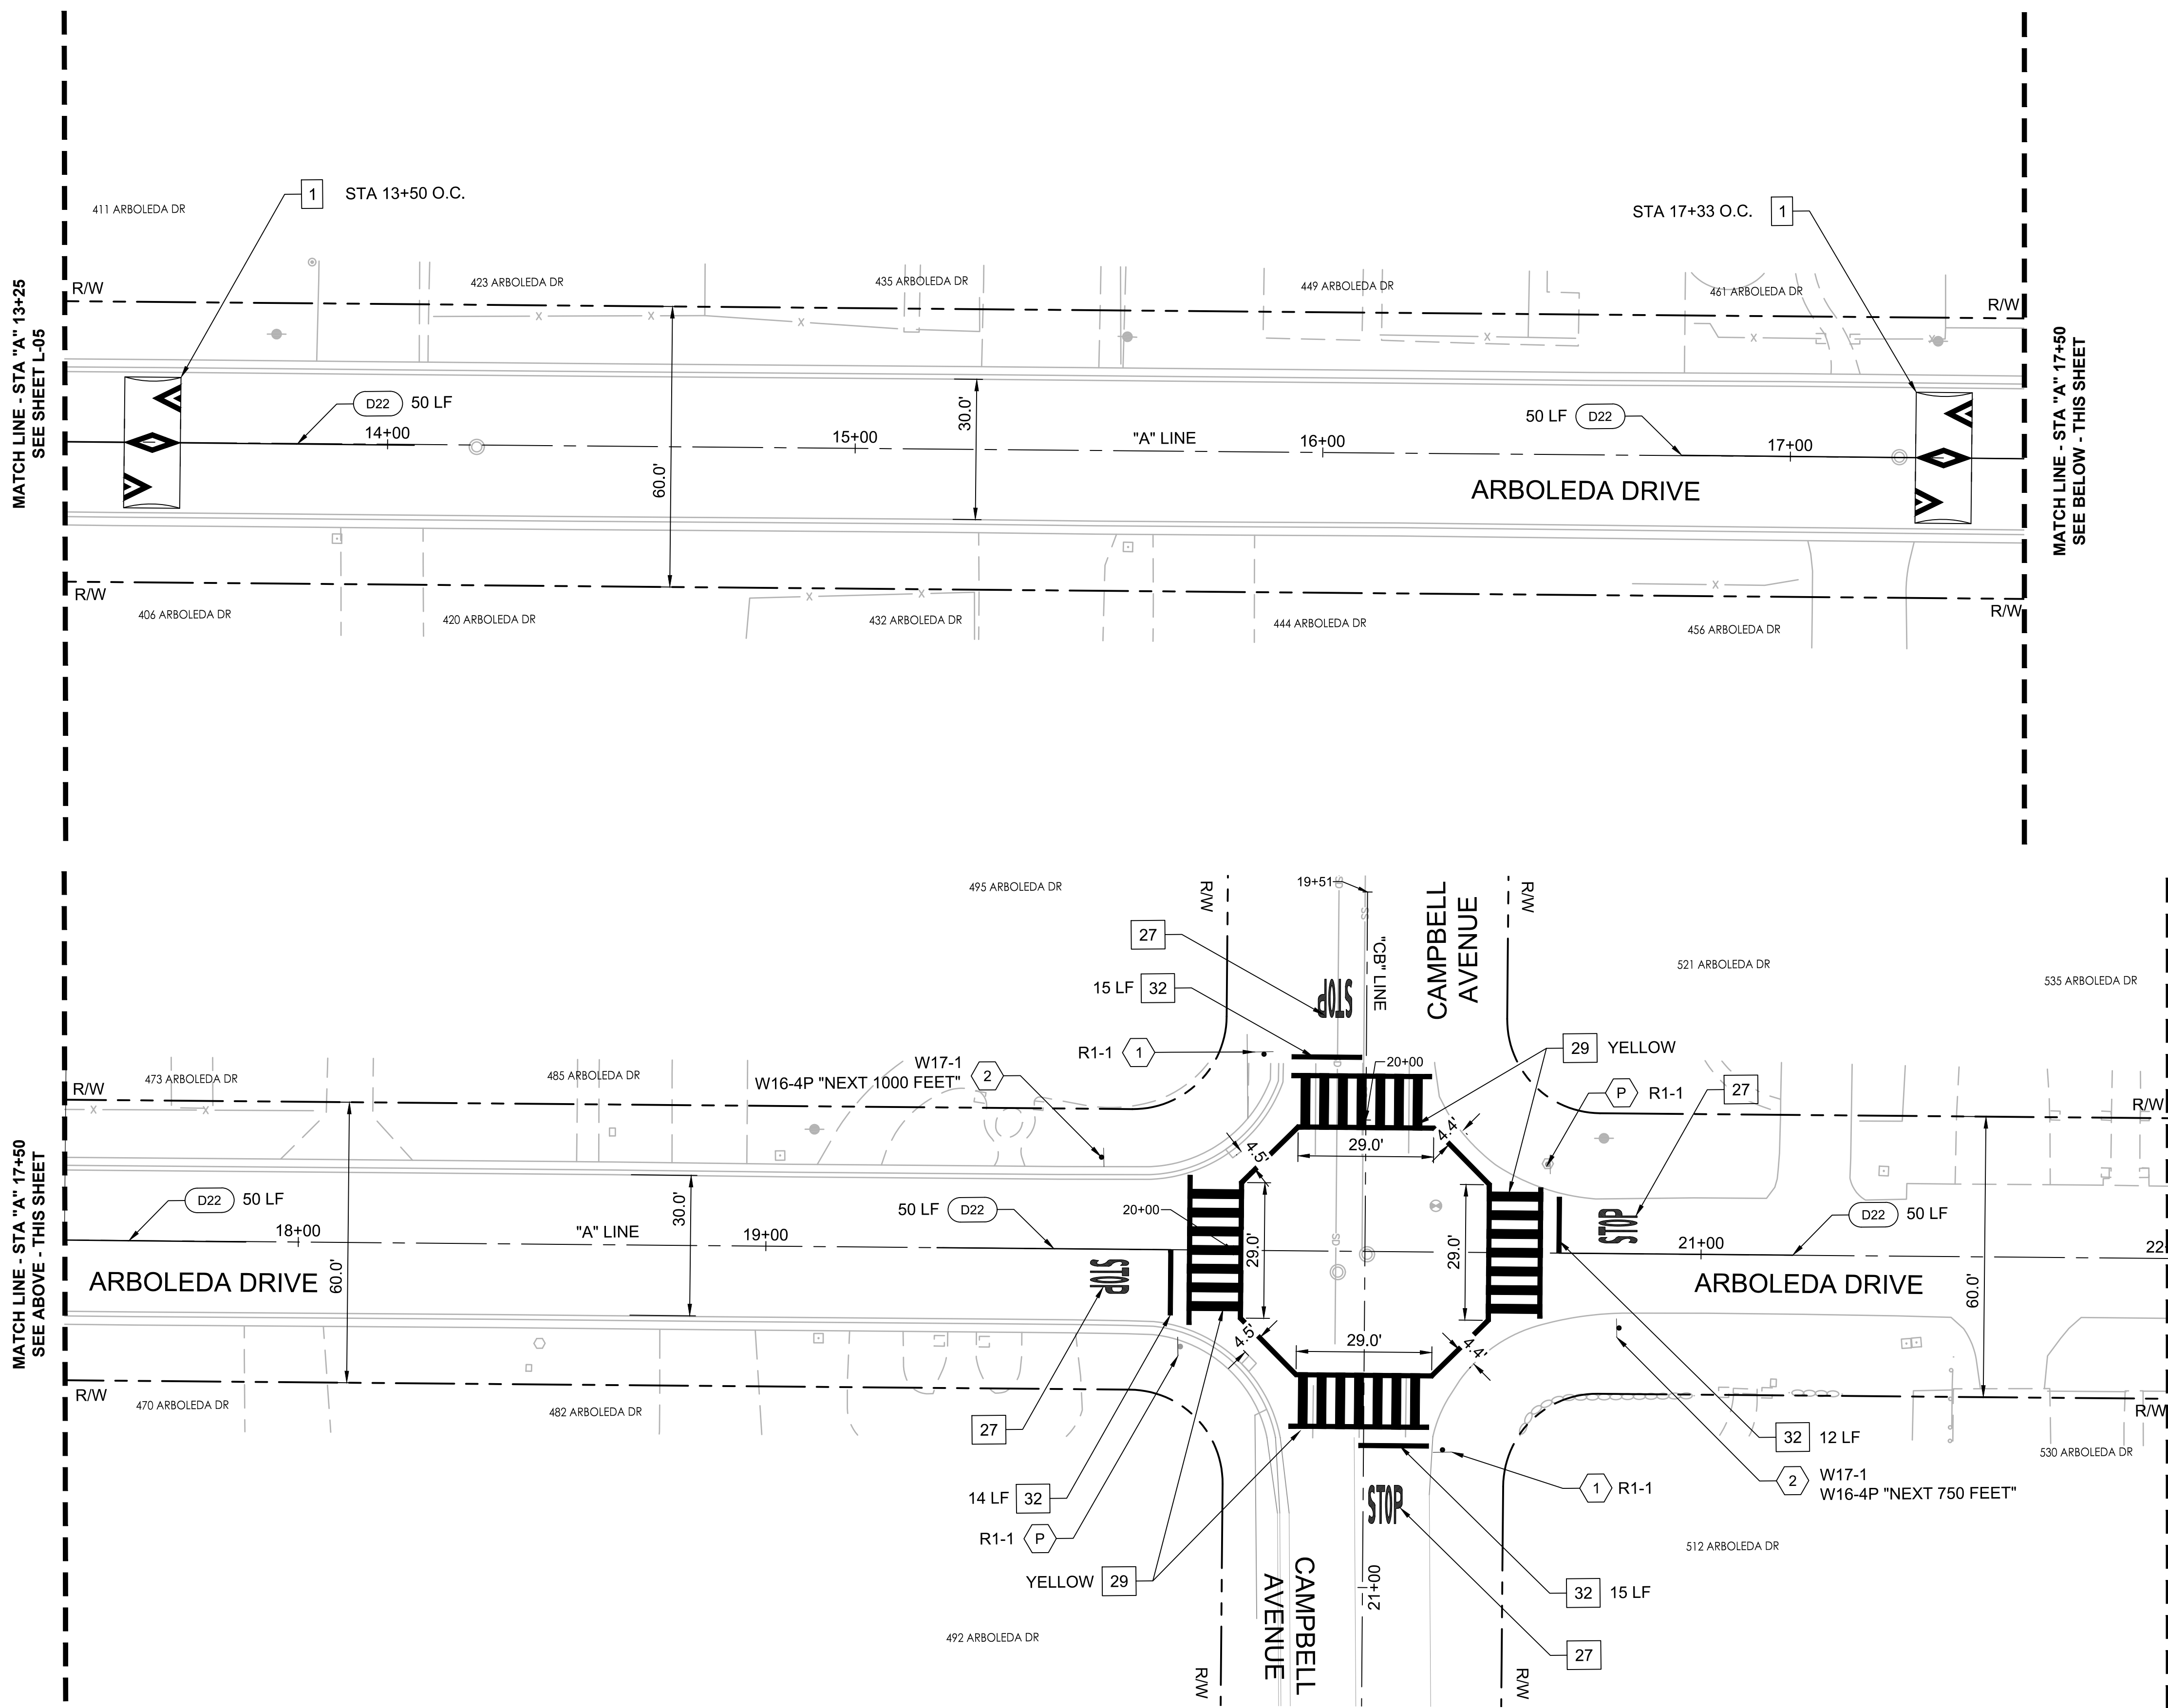 MATCH LINE - STA "A" 13+25
SEE SHEET L-05
411 ARBOLEDA DR
1
STA 13+50 O.C.
STA 17+33 O.C.
1
R/W
423 ARBOLEDA DR
435 ARBOLEDA DR
449 ARBOLEDA DR
461 ARBOLEDA DR
R/W
X
X
X
X
X
X
D22
50 LF
14+00
60.0'
15+00
30.0'
"A" LINE
16+00
50 LF
D22
17+00
ARBOLEDA DRIVE
R/W
406 ARBOLEDA DR
420 ARBOLEDA DR
X
X
432 ARBOLEDA DR
444 ARBOLEDA DR
X
456 ARBOLEDA DR
R/W
MATCH LINE - STA "A" 17+50
SEE BELOW - THIS SHEET
MATCH LINE - STA "A" 17+50
SEE ABOVE - THIS SHEET
495 ARBOLEDA DR
R/W
19+51
SD
SS
CAMPBELL
AVENUE
R/W
27
"CB" LINE
521 ARBOLEDA DR
535 ARBOLEDA DR
15 LF
32
STOP
R1-1
1
20+00
29
YELLOW
W17-1
W16-4P "NEXT 1000 FEET"
2
P
R1-1
27
R/W
473 ARBOLEDA DR
485 ARBOLEDA DR
X
X
R/W
4.5'
29.0'
4.4'
D22
50 LF
18+00
60.0'
"A" LINE
30.0'
19+00
50 LF
D22
20+00
29.0'
SD
29.0'
STOP
STOP
D22
50 LF
21+00
22
ARBOLEDA DRIVE
ARBOLEDA DRIVE
60.0'
4.5'
29.0'
4.4'
R/W
470 ARBOLEDA DR
482 ARBOLEDA DR
R/W
27
32
12 LF
530 ARBOLEDA DR
14 LF
32
1
R1-1
2
W17-1
W16-4P "NEXT 750 FEET"
STOP
R1-1
P
512 ARBOLEDA DR
YELLOW
29
CAMPBELL
AVENUE
21+00
32
15 LF
492 ARBOLEDA DR
27
R/W
R/W